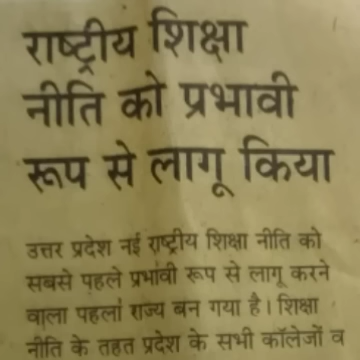 राष्ट्रीय शिक्षा
नीति को प्रभावी
रूप से लागू किया
उत्तर प्रदेश नई राष्ट्रीय शिक्षा नीति को
सबसे पहले प्रभावी रूप से लागू करने
वाला पहला राज्य बन गया है। शिक्षा
नीति के तहत प्रदेश के सभी कॉलेजों व